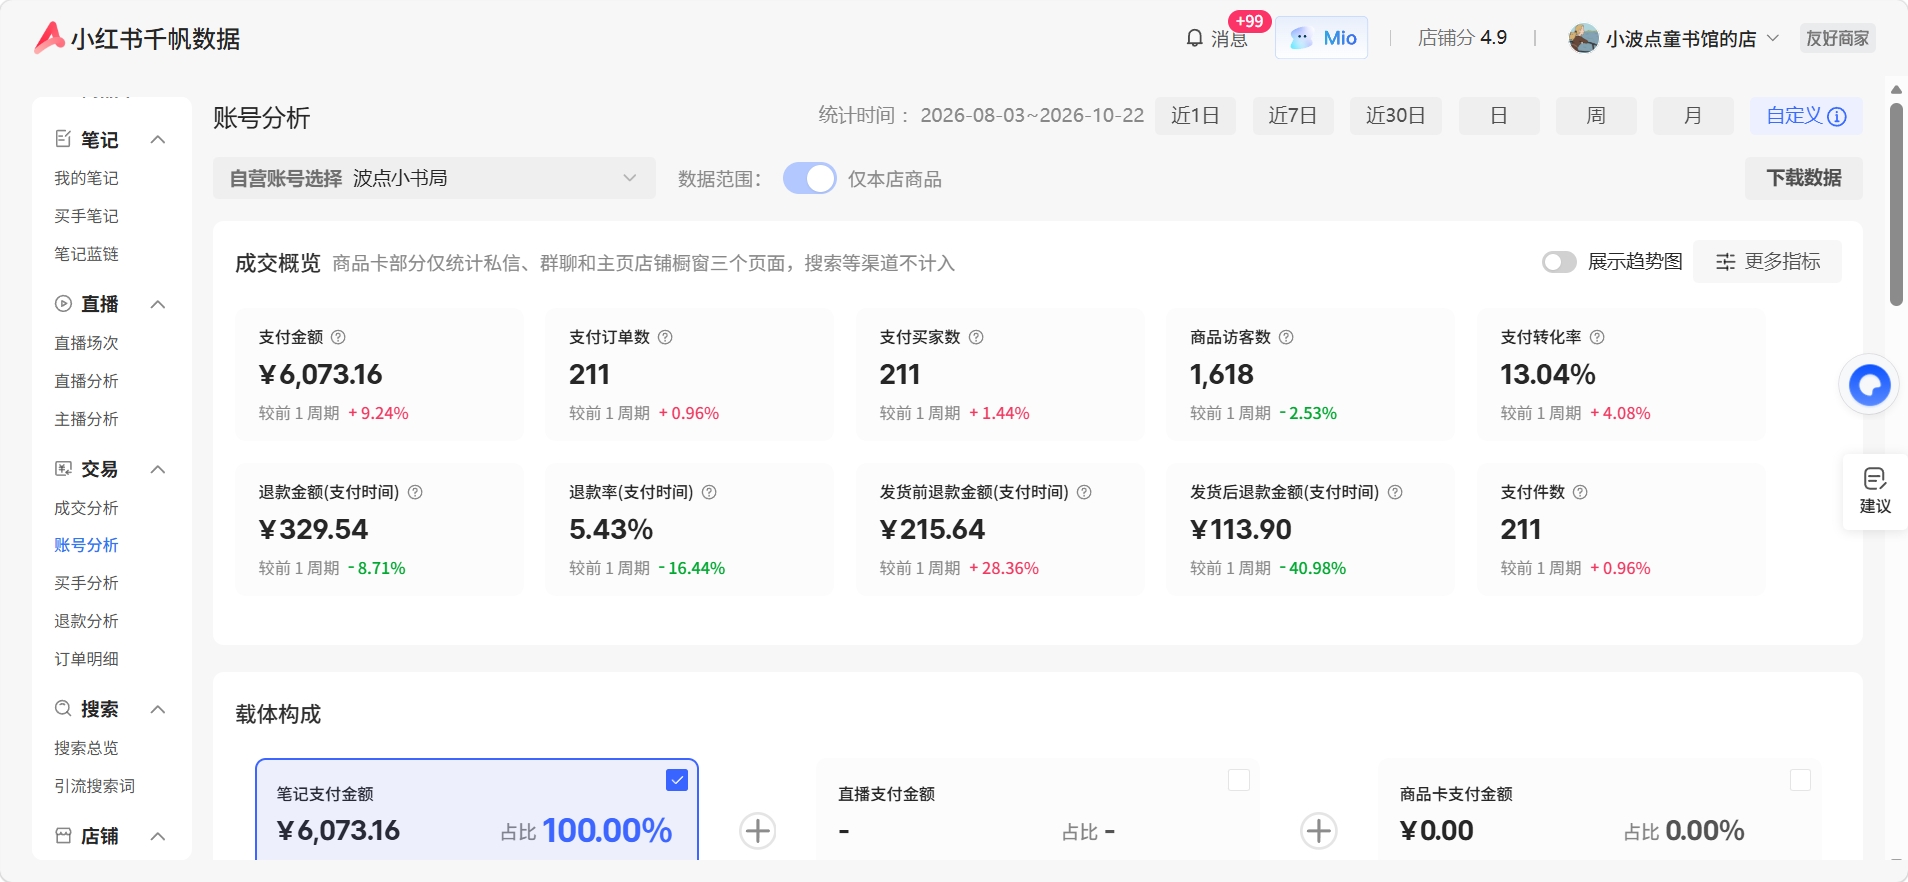 小红书千帆数据
消息
+99
Mio
店铺分 4.9
小波点童书馆的店
友好商家
笔记
我的笔记
买手笔记
笔记蓝链
直播
直播场次
直播分析
主播分析
交易
成交分析
账号分析
买手分析
退款分析
订单明细
搜索
搜索总览
引流搜索词
店铺
账号分析
统计时间： 2026-08-03~2026-10-22
近1日
近7日
近30日
日
周
月
自定义
自营账号选择 波点小书局
数据范围：
仅本店商品
下载数据
成交概览 商品卡部分仅统计私信、群聊和主页店铺橱窗三个页面，搜索等渠道不计入
展示趋势图
更多指标
支付金额
¥6,073.16
较前 1 周期 + 9.24%
支付订单数
211
较前 1 周期 + 0.96%
支付买家数
211
较前 1 周期 + 1.44%
商品访客数
1,618
较前 1 周期 - 2.53%
支付转化率
13.04%
较前 1 周期 + 4.08%
退款金额(支付时间)
¥329.54
较前 1 周期 - 8.71%
退款率(支付时间)
5.43%
较前 1 周期 - 16.44%
发货前退款金额(支付时间)
¥215.64
较前 1 周期 + 28.36%
发货后退款金额(支付时间)
¥113.90
较前 1 周期 - 40.98%
支付件数
211
较前 1 周期 + 0.96%
建议
载体构成
笔记支付金额
¥6,073.16 占比 100.00%
直播支付金额
- 占比 -
商品卡支付金额
¥0.00 占比 0.00%